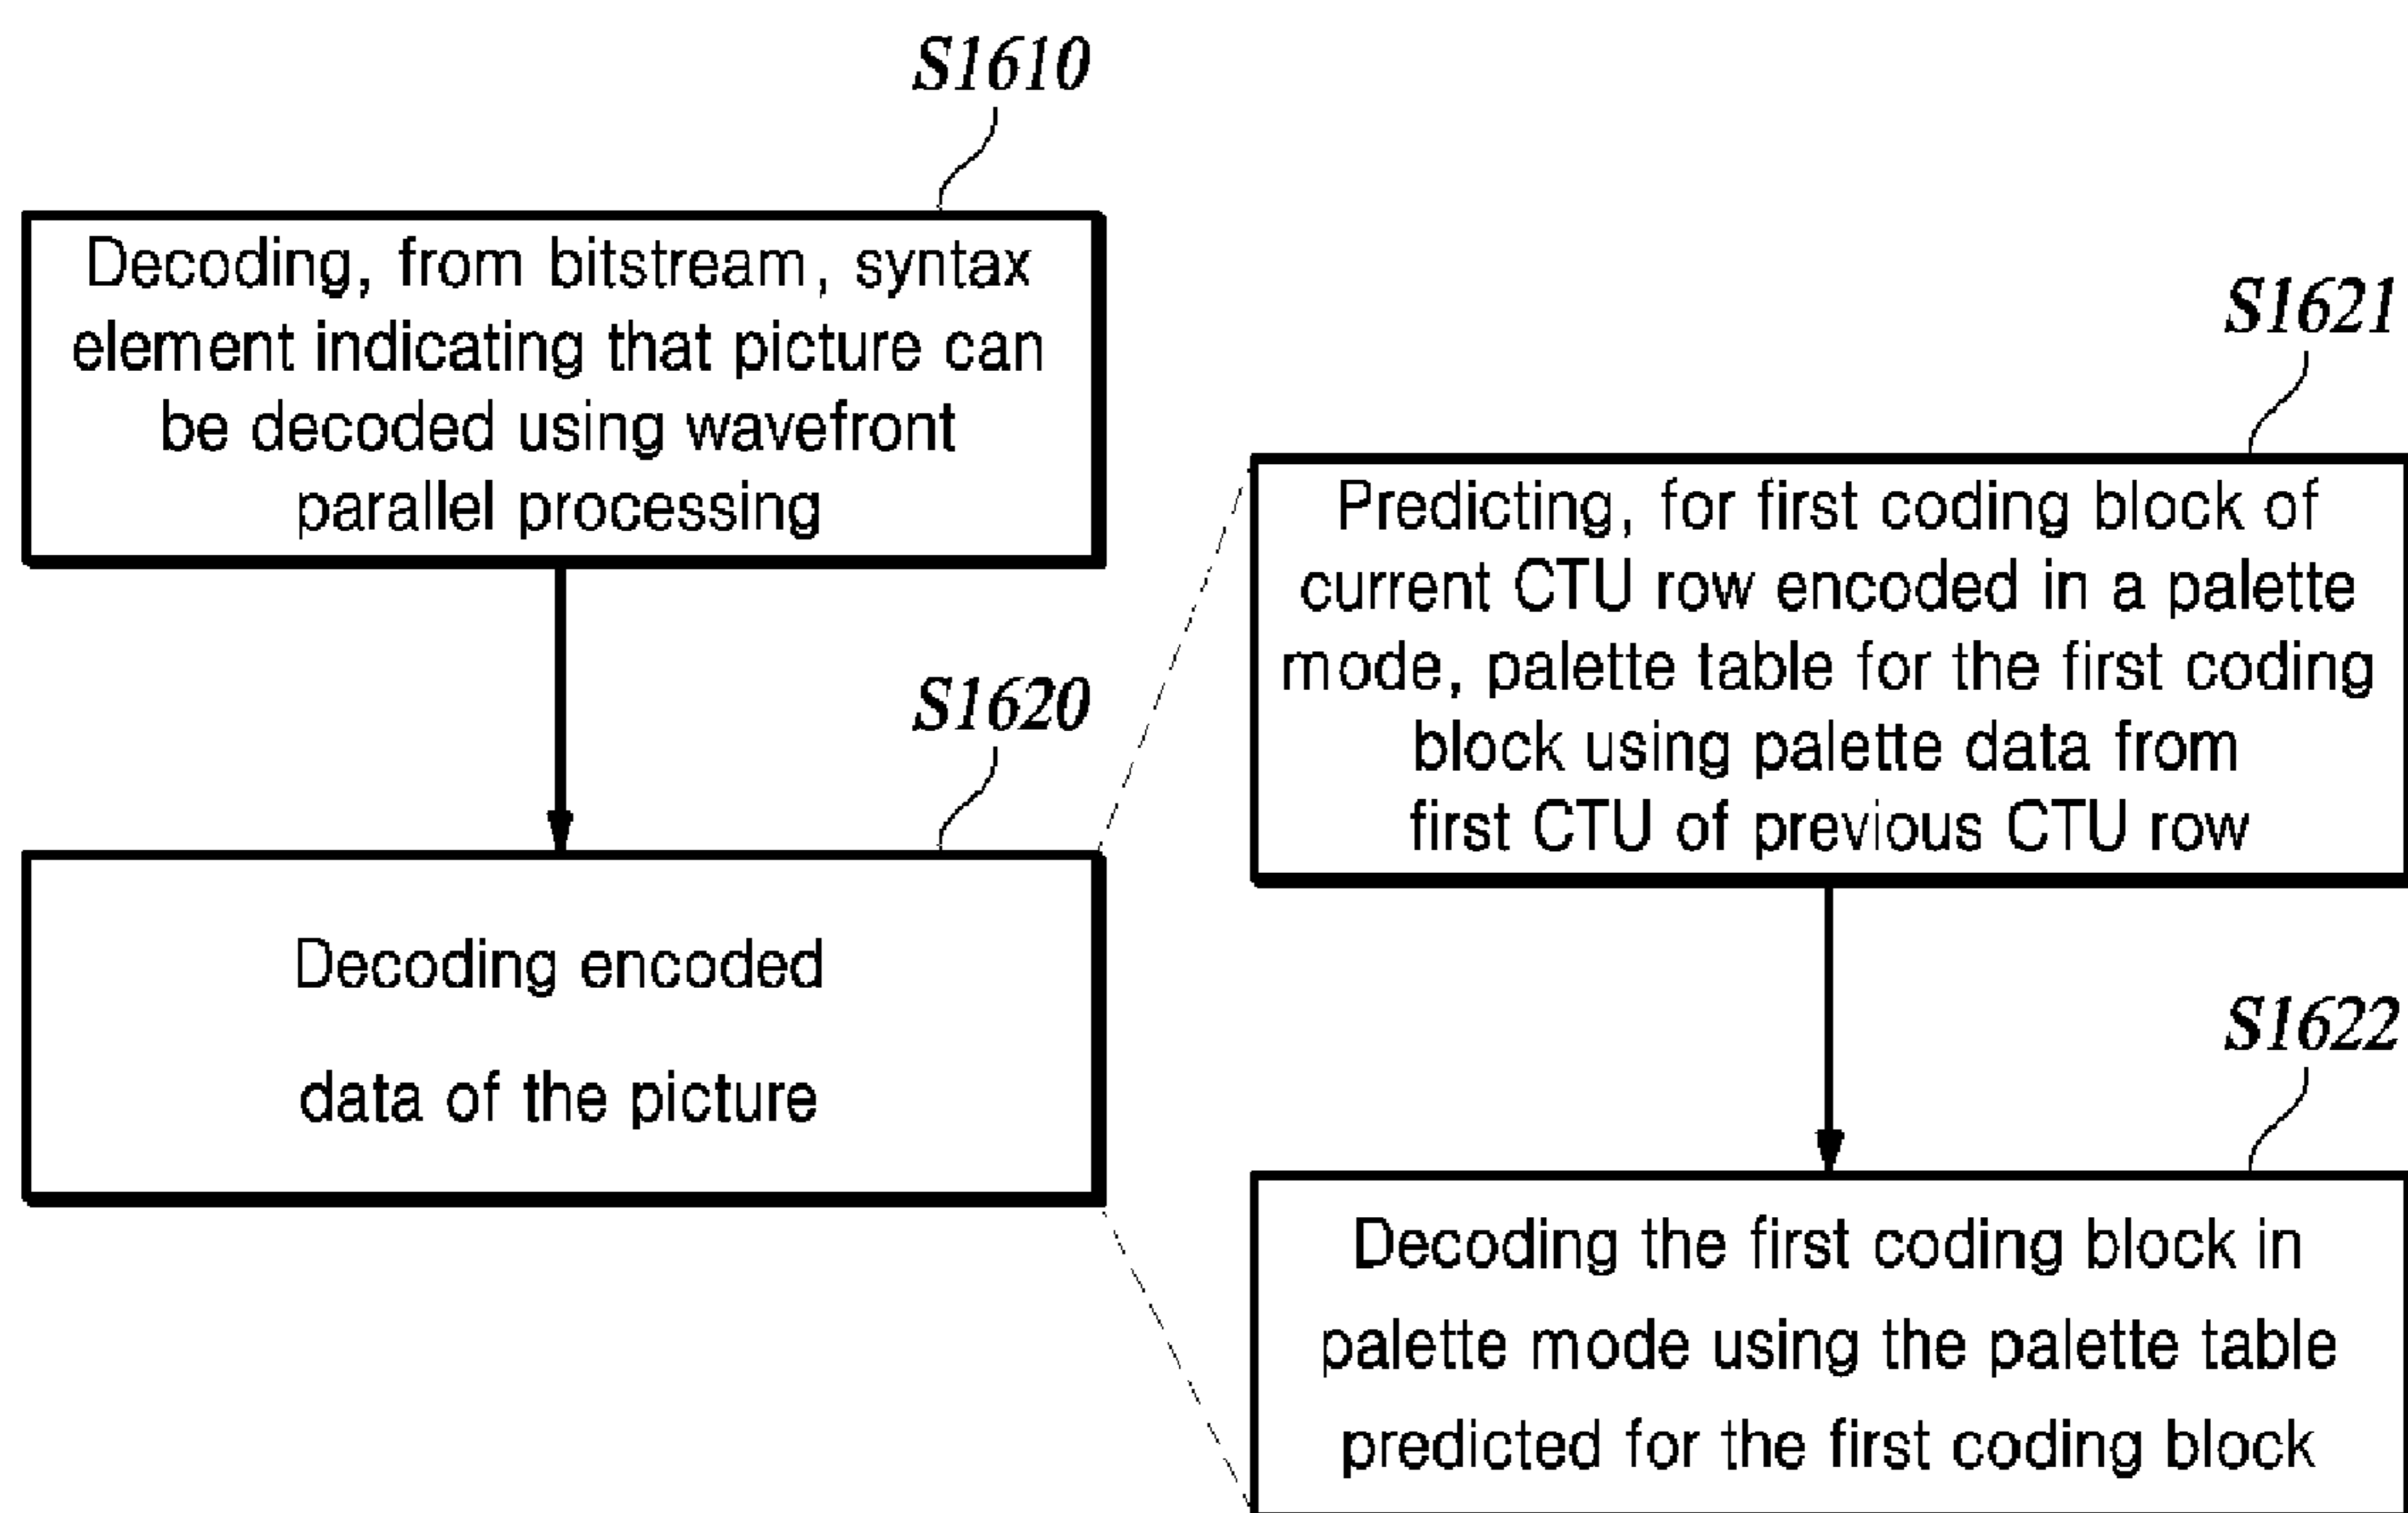 S1610
Decoding, from bitstream, syntax
element indicating that picture can
be decoded using wavefront
parallel processing
S1620
Decoding encoded
data of the picture
S1621
Predicting, for first coding block of
current CTU row encoded in a palette
mode, palette table for the first coding
block using palette data from
first CTU of previous CTU row
S1622
Decoding the first coding block in
palette mode using the palette table
predicted for the first coding block